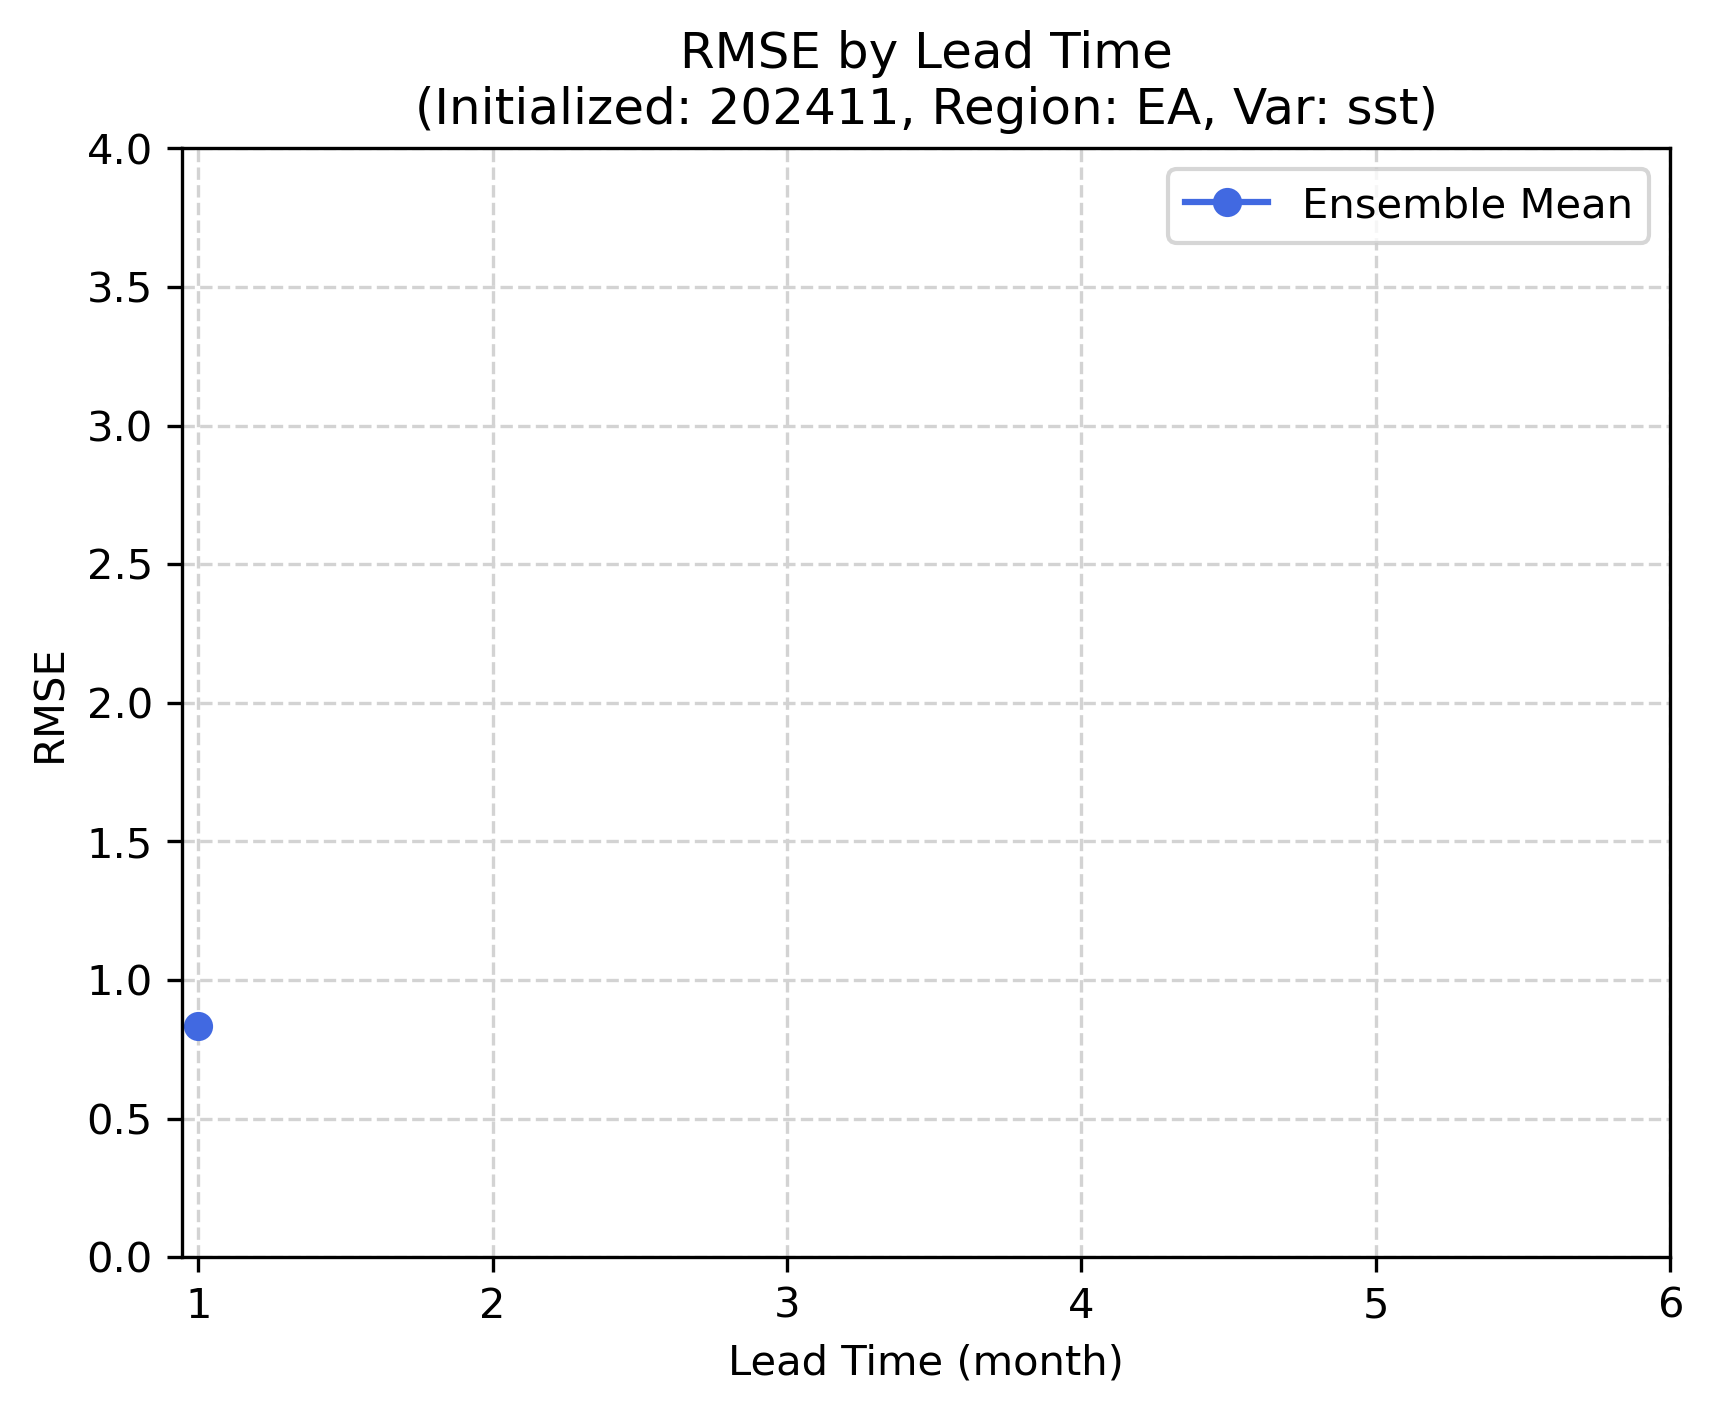 RMSE by Lead Time
(Initialized: 202411, Region: EA, Var: sst)
Ensemble Mean
4.0
3.5
3.0
2.5
2.0
1.5
1.0
0.5
0.0
RMSE
1 2 3 4 5 6
Lead Time (month)